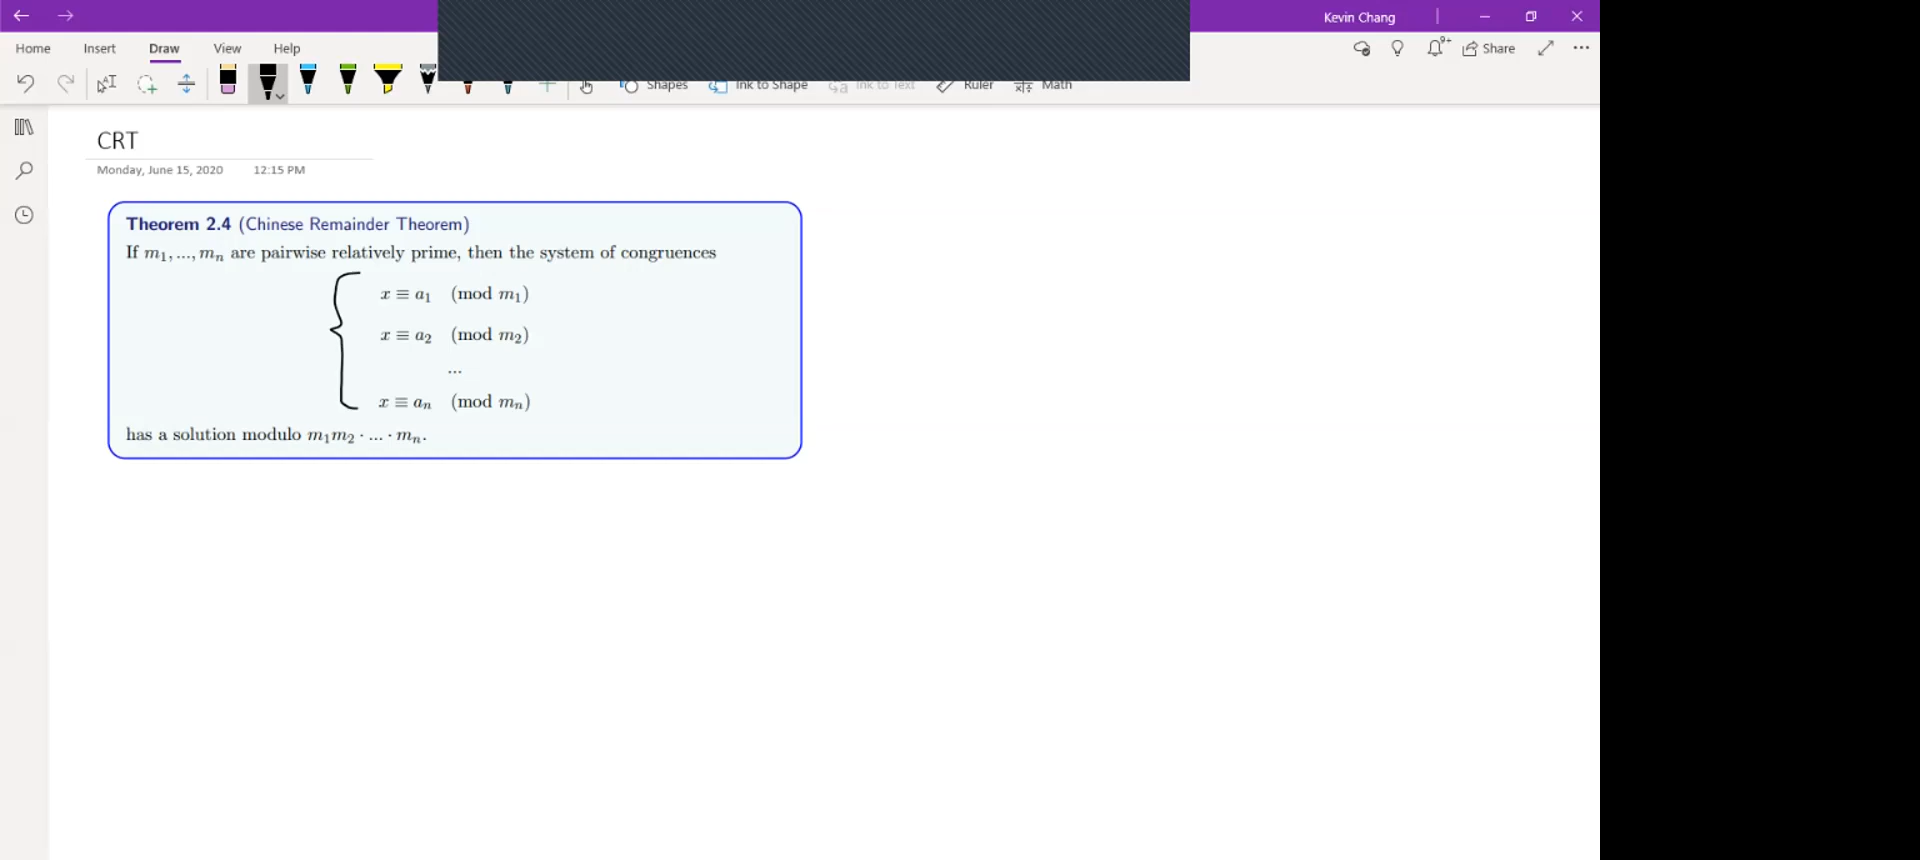 Kevin Chang
Home Insert Draw View Help
9+ Share
Shapes Ink to Shape Ink to Text Ruler Math
CRT
Monday, June 15, 2020 12:15 PM
Theorem 2.4 (Chinese Remainder Theorem)
If m₁, ..., mₙ are pairwise relatively prime, then the system of congruences
x ≡ a₁ (mod m₁)
x ≡ a₂ (mod m₂)
...
x ≡ aₙ (mod mₙ)
has a solution modulo m₁m₂ · ... · mₙ.